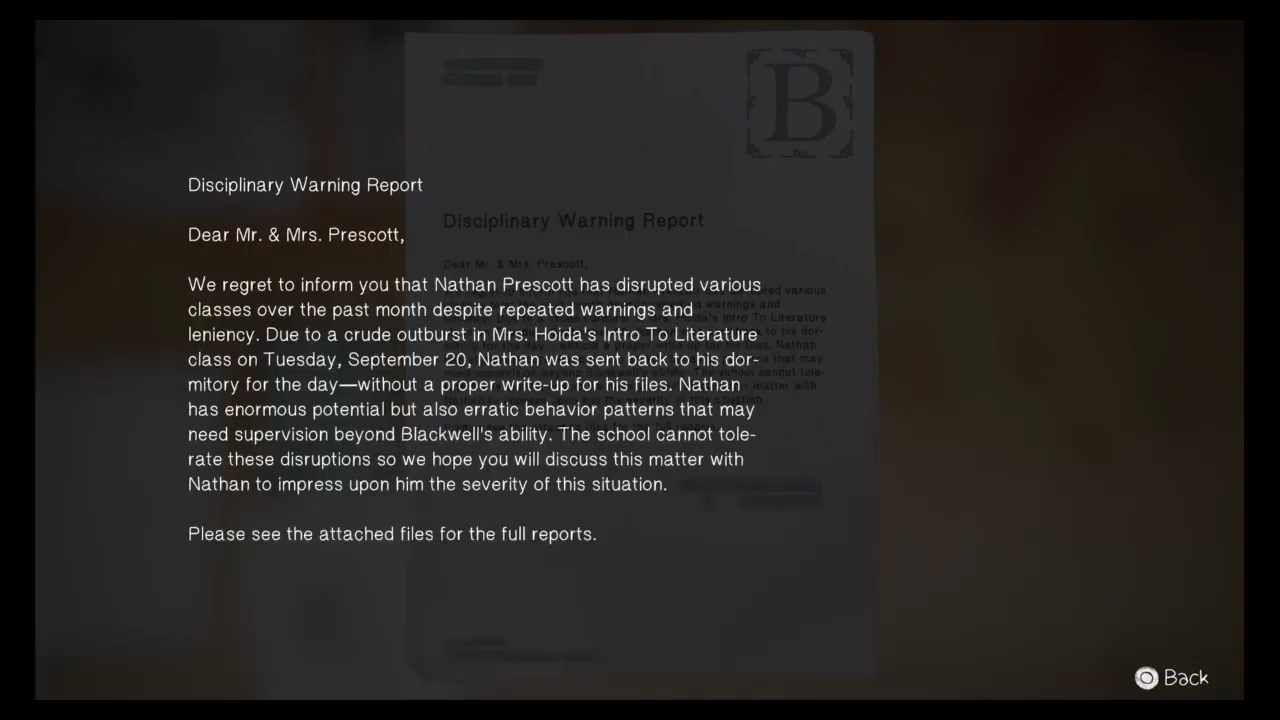 B
Disciplinary Warning Report
Dear Mr. & Mrs. Prescott,
We regret to inform you that Nathan Prescott has disrupted various
classes over the past month despite repeated warnings and
leniency. Due to a crude outburst in Mrs. Hoida's Intro To Literature
class on Tuesday, September 20, Nathan was sent back to his dor-
mitory for the day—without a proper write-up for his files. Nathan
has enormous potential but also erratic behavior patterns that may
need supervision beyond Blackwell's ability. The school cannot tole-
rate these disruptions so we hope you will discuss this matter with
Nathan to impress upon him the severity of this situation.
Please see the attached files for the full reports.
Disciplinary Warning Report
Dear Mr. & Mrs. Prescott,
Back